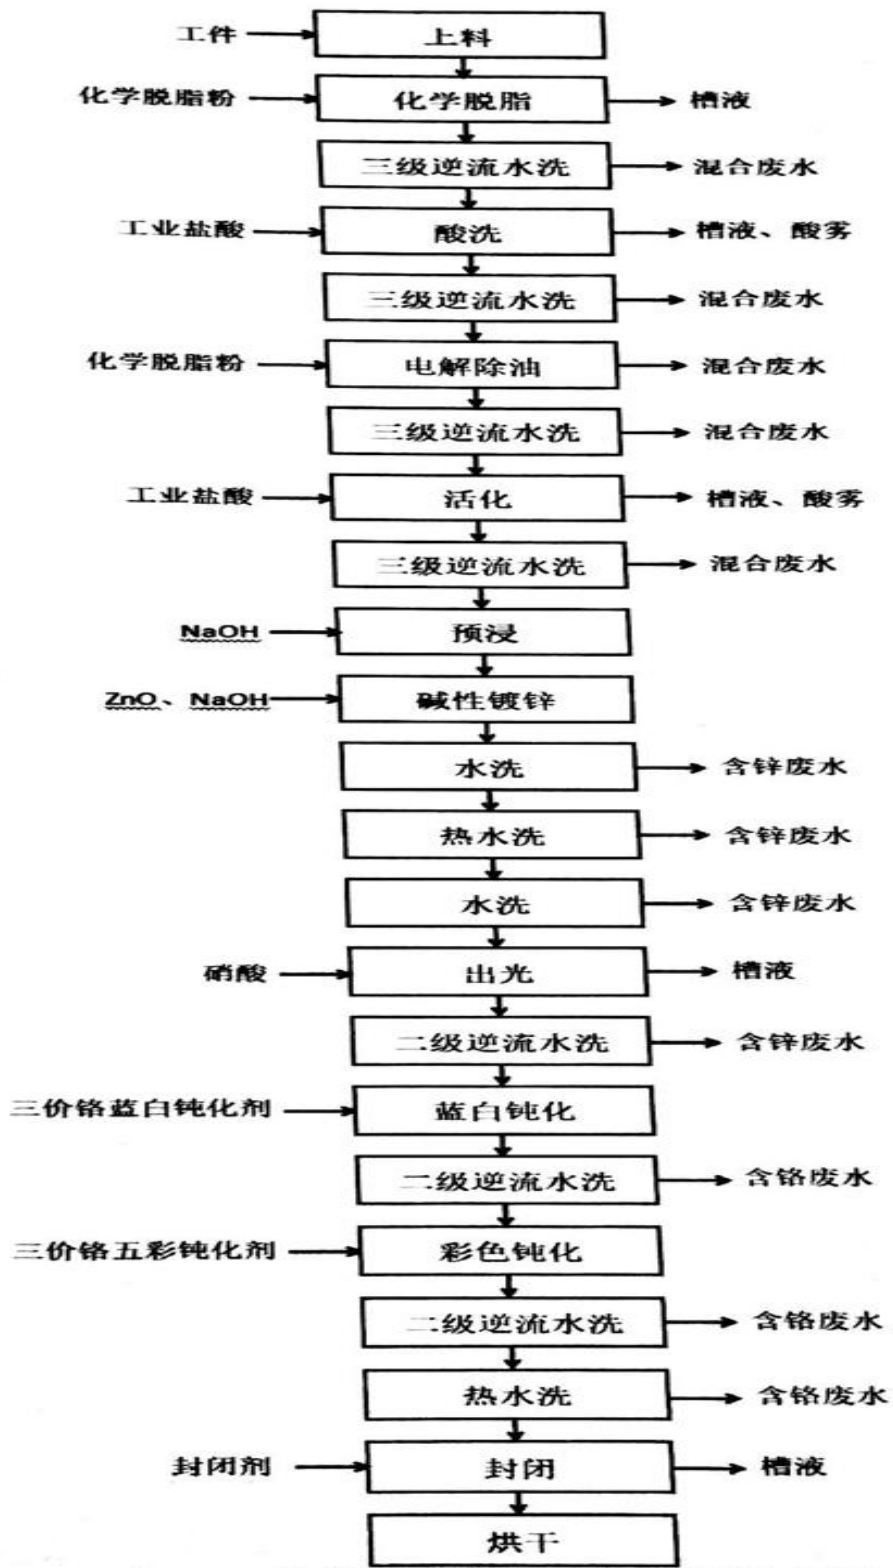 工件 上料
化学脱脂粉 化学脱脂 槽液
三级逆流水洗 混合废水
工业盐酸 酸洗 槽液、酸雾
三级逆流水洗 混合废水
化学脱脂粉 电解除油 混合废水
三级逆流水洗 混合废水
工业盐酸 活化 槽液、酸雾
三级逆流水洗 混合废水
NaOH 预浸
ZnO、NaOH 碱性镀锌
水洗 含锌废水
热水洗 含锌废水
水洗 含锌废水
硝酸 出光 槽液
二级逆流水洗 含锌废水
三价铬蓝白钝化剂 蓝白钝化
二级逆流水洗 含铬废水
三价铬五彩钝化剂 彩色钝化
二级逆流水洗 含铬废水
热水洗 含铬废水
封闭剂 封闭 槽液
烘干